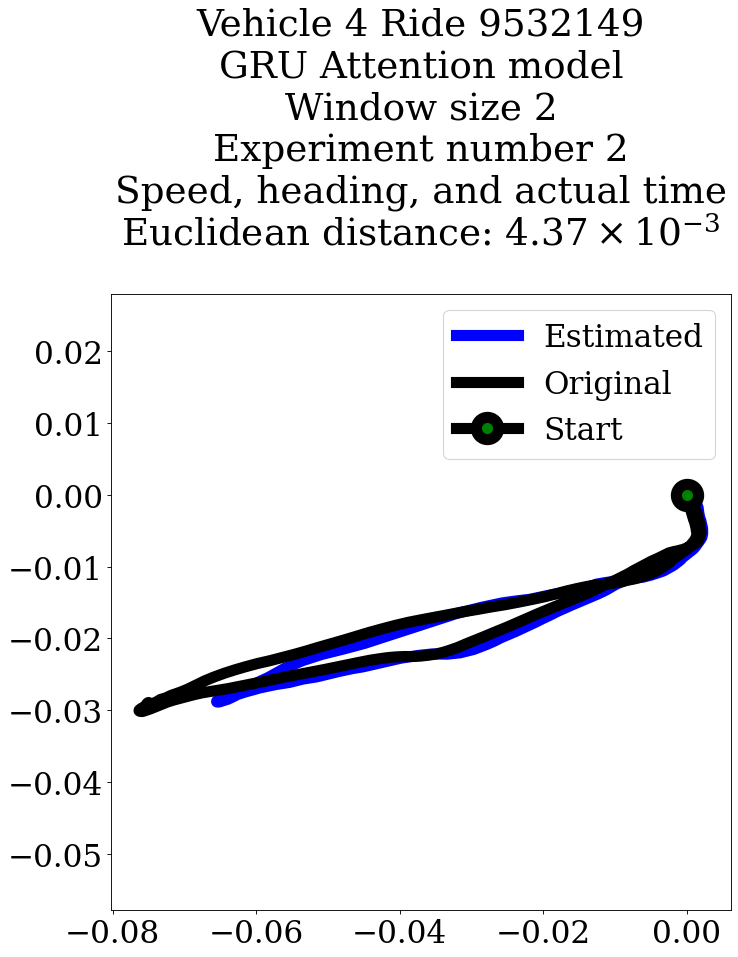 Vehicle 4 Ride 9532149
GRU Attention model
Window size 2
Experiment number 2
Speed, heading, and actual time
Euclidean distance: 4.37 × 10⁻³
Estimated
Original
Start
0.02
0.01
0.00
−0.01
−0.02
−0.03
−0.04
−0.05
−0.08 −0.06 −0.04 −0.02 0.00